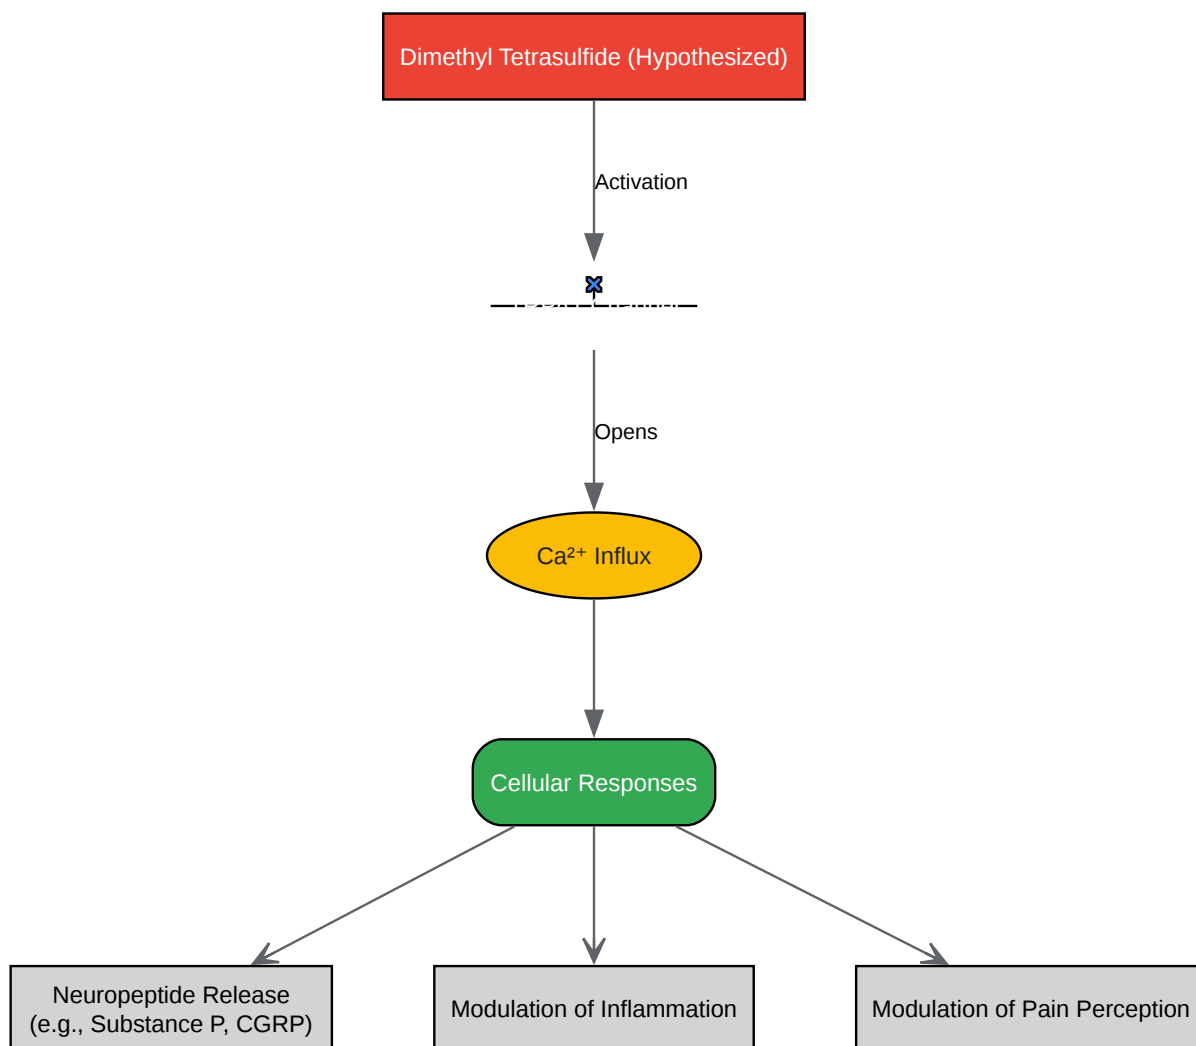 Dimethyl Tetrasulfide (Hypothesized)
Activation
Opens
Ca²⁺ Influx
Cellular Responses
Neuropeptide Release
(e.g., Substance P, CGRP)
Modulation of Inflammation
Modulation of Pain Perception